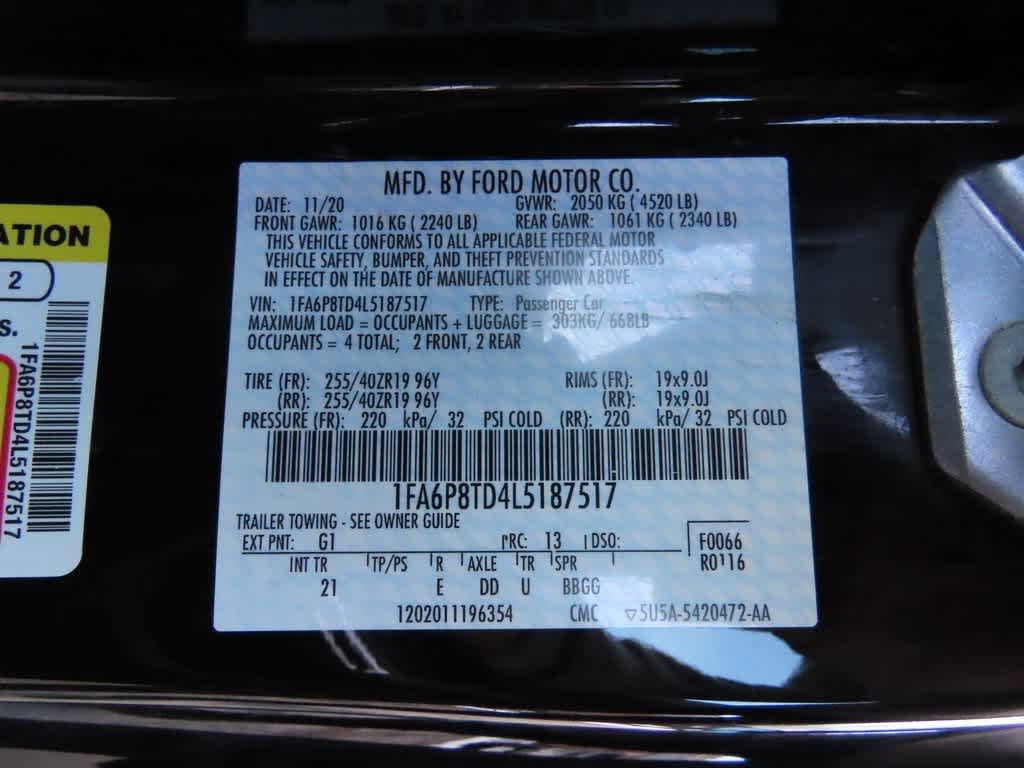 MFD. BY FORD MOTOR CO.
DATE: 11/20 GVWR: 2050 KG ( 4520 LB)
FRONT GAWR: 1016 KG ( 2240 LB) REAR GAWR: 1061 KG ( 2340 LB)
THIS VEHICLE CONFORMS TO ALL APPLICABLE FEDERAL MOTOR
VEHICLE SAFETY, BUMPER, AND THEFT PREVENTION STANDARDS
IN EFFECT ON THE DATE OF MANUFACTURE SHOWN ABOVE.
VIN: 1FA6P8TD4L5187517 TYPE: Passenger Car
MAXIMUM LOAD = OCCUPANTS + LUGGAGE = 303KG/ 668LB
OCCUPANTS = 4 TOTAL; 2 FRONT, 2 REAR
TIRE (FR): 255/40ZR19 96Y RIMS (FR): 19x9.0J
(RR): 255/40ZR19 96Y (RR): 19x9.0J
PRESSURE (FR): 220 kPa/ 32 PSI COLD (RR): 220 kPa/ 32 PSI COLD
1FA6P8TD4L5187517
TRAILER TOWING - SEE OWNER GUIDE
EXT PNT: G1 RC: 13 DSO: F0066
INT TR TP/PS R AXLE TR SPR R0116
21 E DD U BBGG
1202011196354 CMC ▽5U5A-5420472-AA
ATION
2
S.
1FA6P8TD4L5187517